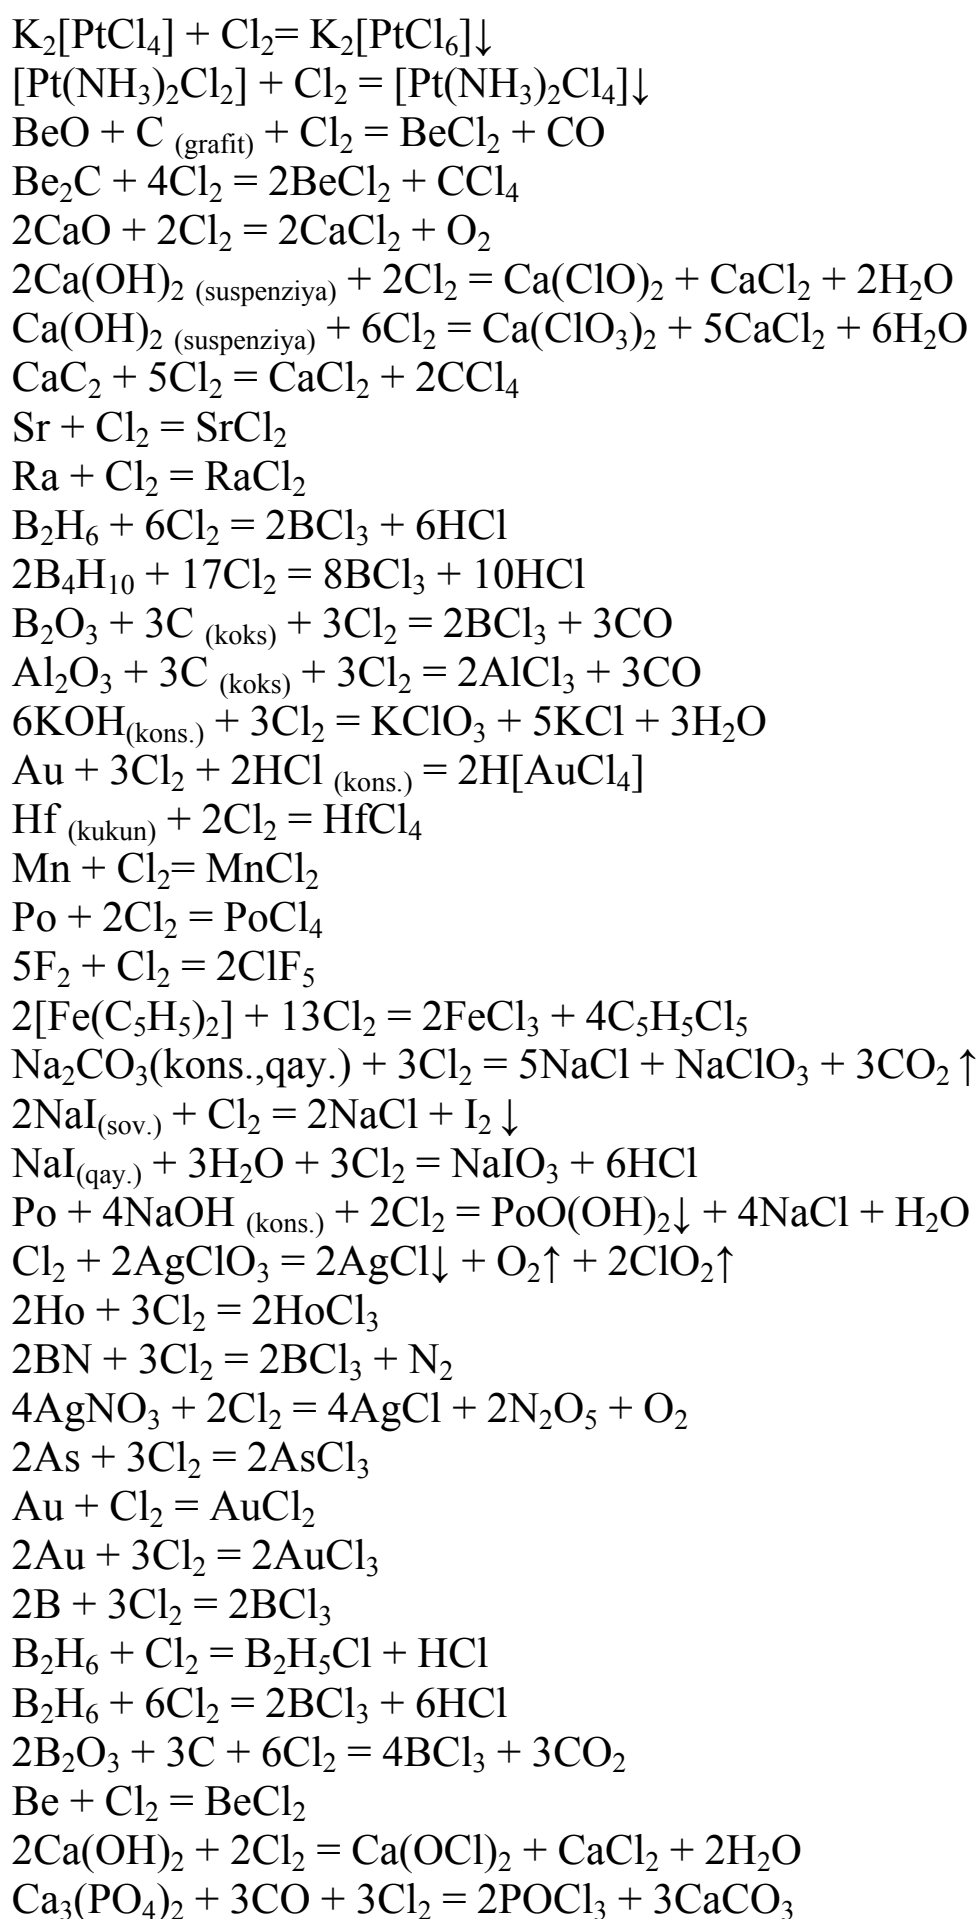 K₂[PtCl₄] + Cl₂= K₂[PtCl₆]↓
[Pt(NH₃)₂Cl₂] + Cl₂ = [Pt(NH₃)₂Cl₄]↓
BeO + C (grafit) + Cl₂ = BeCl₂ + CO
Be₂C + 4Cl₂ = 2BeCl₂ + CCl₄
2CaO + 2Cl₂ = 2CaCl₂ + O₂
2Ca(OH)₂ (suspenziya) + 2Cl₂ = Ca(ClO)₂ + CaCl₂ + 2H₂O
Ca(OH)₂ (suspenziya) + 6Cl₂ = Ca(ClO₃)₂ + 5CaCl₂ + 6H₂O
CaC₂ + 5Cl₂ = CaCl₂ + 2CCl₄
Sr + Cl₂ = SrCl₂
Ra + Cl₂ = RaCl₂
B₂H₆ + 6Cl₂ = 2BCl₃ + 6HCl
2B₄H₁₀ + 17Cl₂ = 8BCl₃ + 10HCl
B₂O₃ + 3C (koks) + 3Cl₂ = 2BCl₃ + 3CO
Al₂O₃ + 3C (koks) + 3Cl₂ = 2AlCl₃ + 3CO
6KOH(kons.) + 3Cl₂ = KClO₃ + 5KCl + 3H₂O
Au + 3Cl₂ + 2HCl (kons.) = 2H[AuCl₄]
Hf (kukun) + 2Cl₂ = HfCl₄
Mn + Cl₂= MnCl₂
Po + 2Cl₂ = PoCl₄
5F₂ + Cl₂ = 2ClF₅
2[Fe(C₅H₅)₂] + 13Cl₂ = 2FeCl₃ + 4C₅H₅Cl₅
Na₂CO₃(kons.,qay.) + 3Cl₂ = 5NaCl + NaClO₃ + 3CO₂ ↑
2NaI(sov.) + Cl₂ = 2NaCl + I₂ ↓
NaI(qay.) + 3H₂O + 3Cl₂ = NaIO₃ + 6HCl
Po + 4NaOH (kons.) + 2Cl₂ = PoO(OH)₂↓ + 4NaCl + H₂O
Cl₂ + 2AgClO₃ = 2AgCl↓ + O₂↑ + 2ClO₂↑
2Ho + 3Cl₂ = 2HoCl₃
2BN + 3Cl₂ = 2BCl₃ + N₂
4AgNO₃ + 2Cl₂ = 4AgCl + 2N₂O₅ + O₂
2As + 3Cl₂ = 2AsCl₃
Au + Cl₂ = AuCl₂
2Au + 3Cl₂ = 2AuCl₃
2B + 3Cl₂ = 2BCl₃
B₂H₆ + Cl₂ = B₂H₅Cl + HCl
B₂H₆ + 6Cl₂ = 2BCl₃ + 6HCl
2B₂O₃ + 3C + 6Cl₂ = 4BCl₃ + 3CO₂
Be + Cl₂ = BeCl₂
2Ca(OH)₂ + 2Cl₂ = Ca(OCl)₂ + CaCl₂ + 2H₂O
Ca₃(PO₄)₂ + 3CO + 3Cl₂ = 2POCl₃ + 3CaCO₃